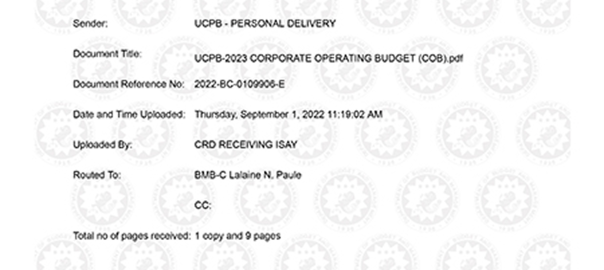 Sender: UCPB - PERSONAL DELIVERY
Document Title: UCPB-2023 CORPORATE OPERATING BUDGET (COB).pdf
Document Reference No: 2022-BC-0109906-E
Date and Time Uploaded: Thursday, September 1, 2022 11:19:02 AM
Uploaded By: CRD RECEIVING ISAY
Routed To: BMB-C Lalaine N. Paule
CC:
Total no of pages received: 1 copy and 9 pages